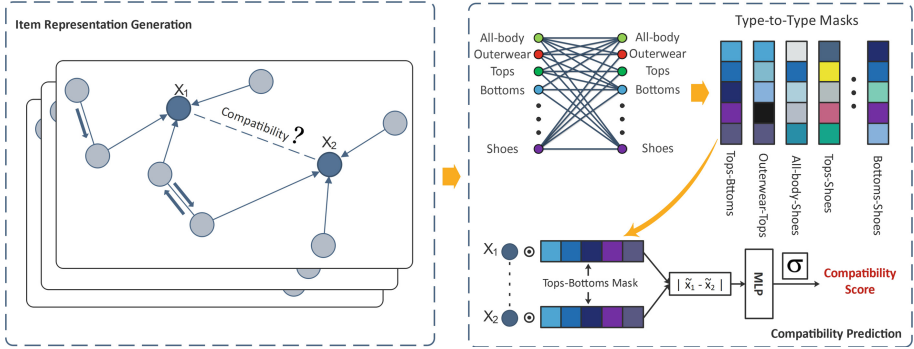 Item Representation Generation
X1
Compatibility ?
X2
All-body
Outerwear
Tops
Bottoms
Shoes
All-body
Outerwear
Tops
Bottoms
Shoes
Type-to-Type Masks
Tops-Bttoms
Outerwear-Tops
All-body-Shoes
Tops-Shoes
Bottoms-Shoes
X1
Tops-Bottoms Mask
X2
| x̃1 - x̃2 |
MLP
σ
Compatibility
Score
Compatibility Prediction